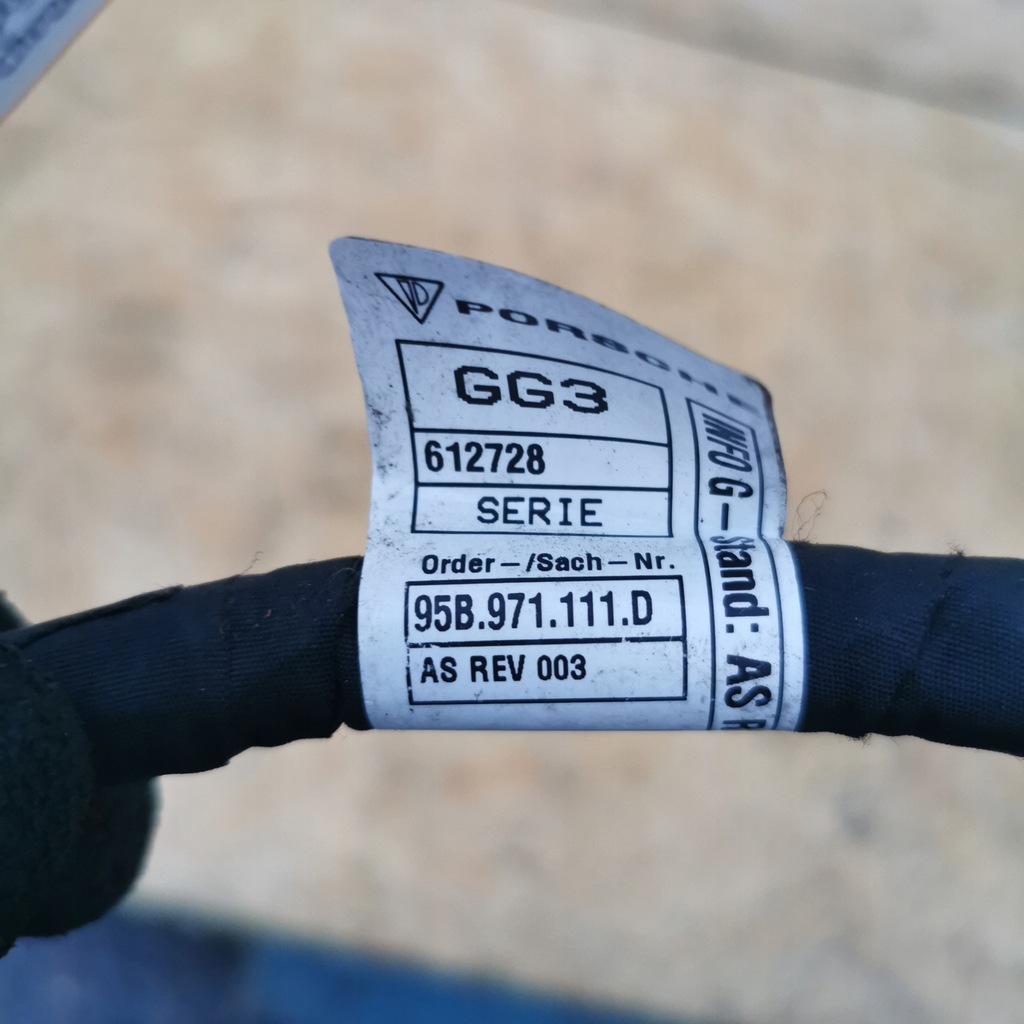 PORSCHE
GG3
612728
SERIE
Order-/Sach-Nr.
95B.971.111.D
AS REV 003
INFO G-Stand: AS